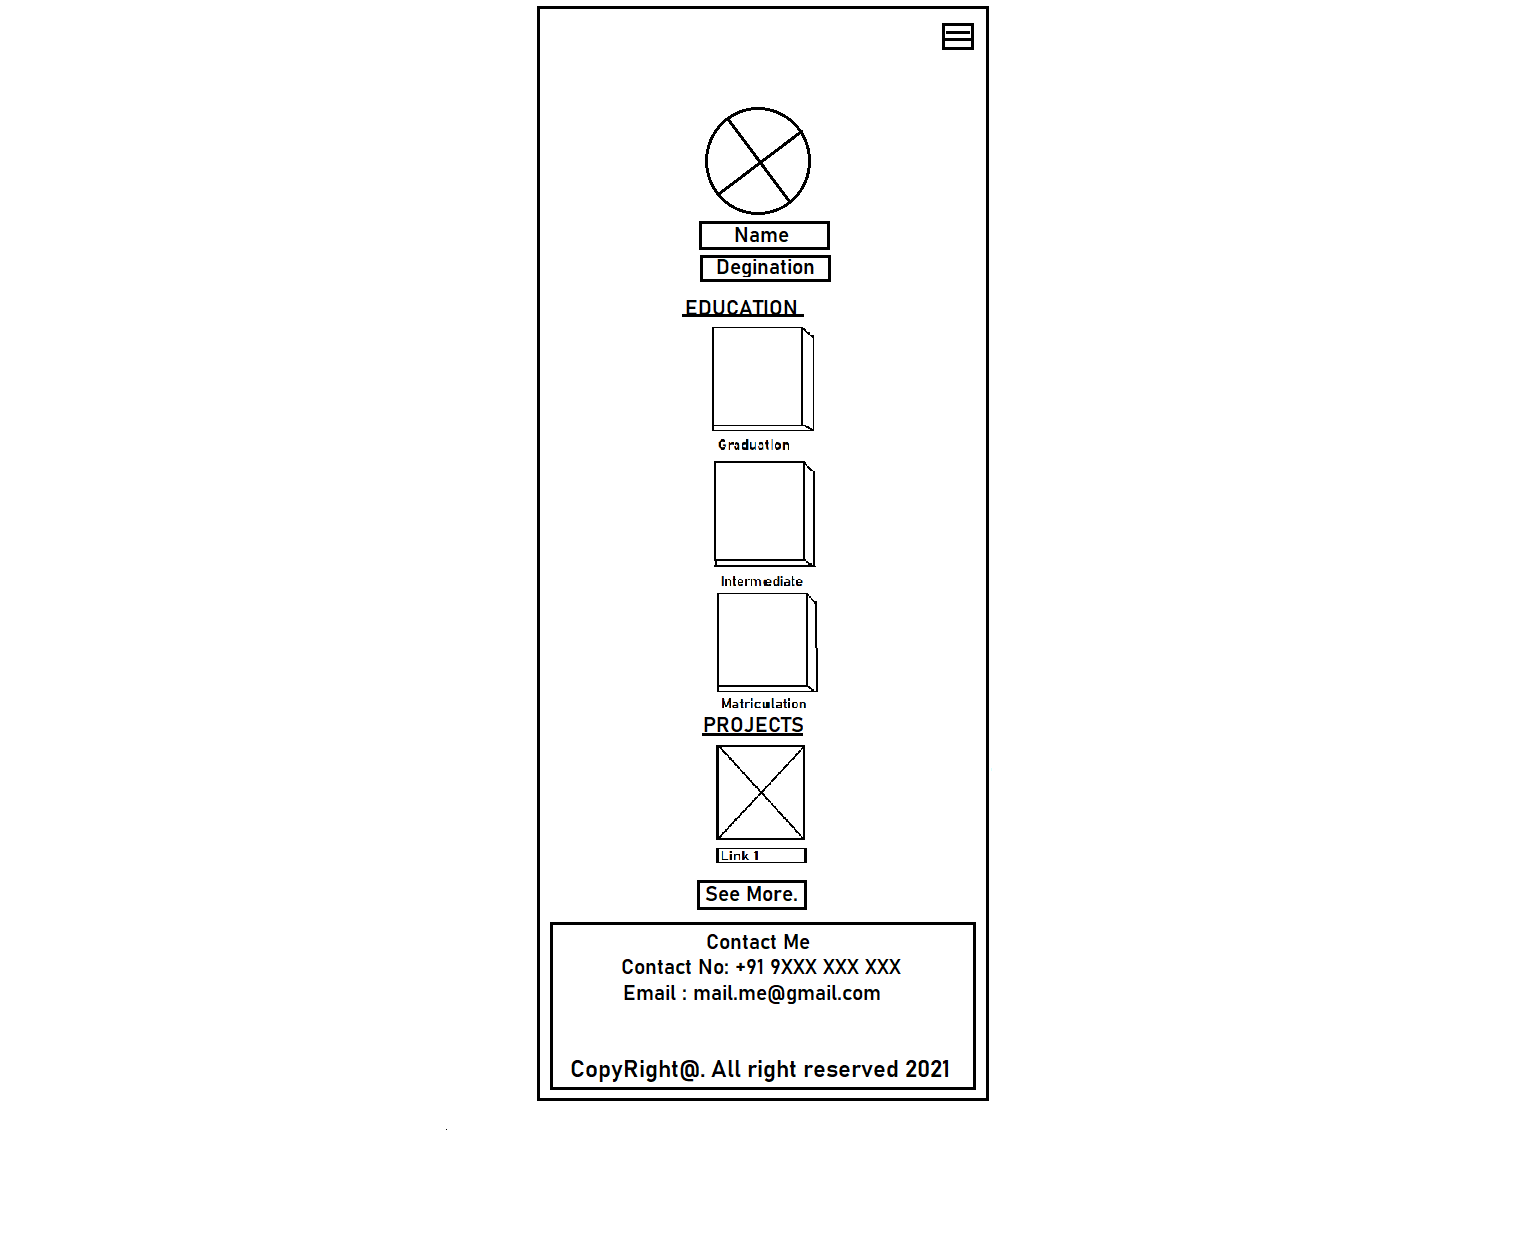 Name
Degination
EDUCATION
Graduation
Intermediate
Matriculation
PROJECTS
Link 1
See More.
Contact Me
Contact No: +91 9XXX XXX XXX
Email : mail.me@gmail.com
CopyRight@. All right reserved 2021